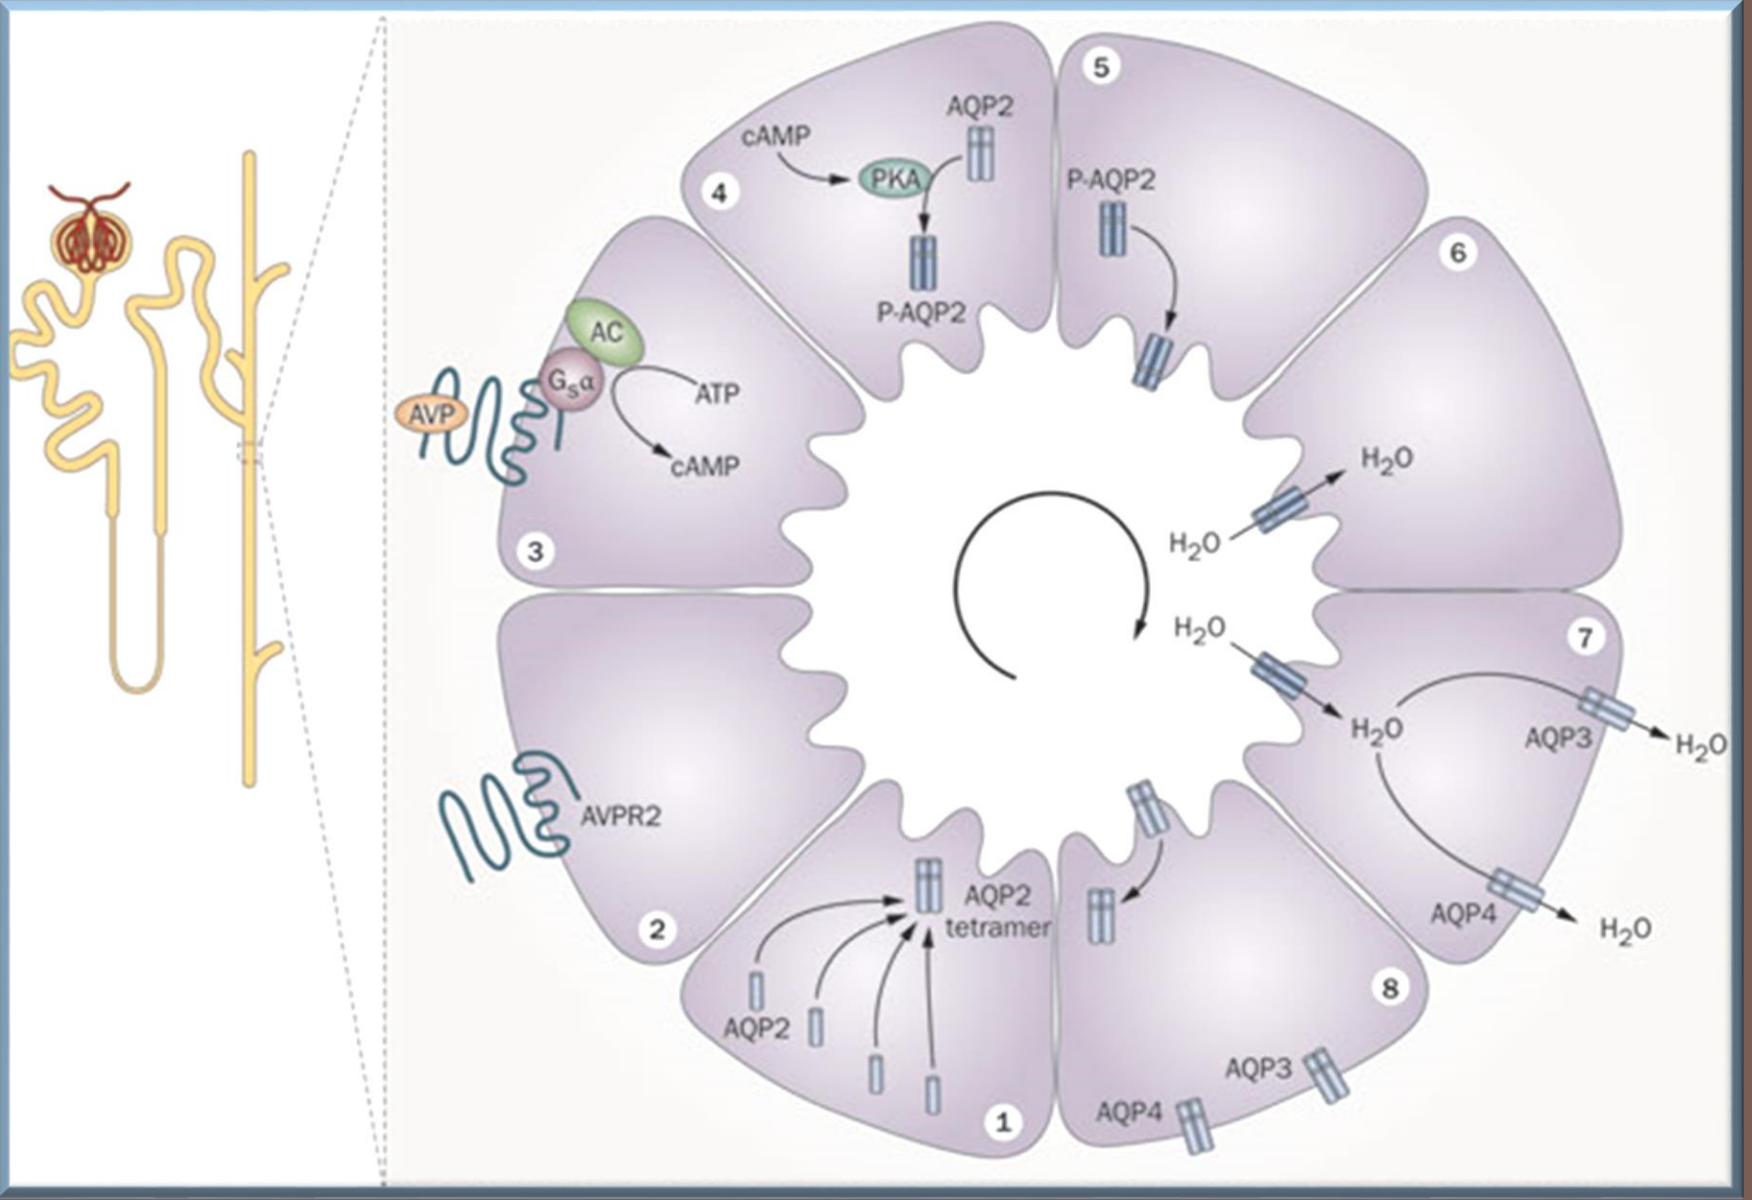 1
AQP2
AQP2
tetramer
2
AVPR2
3
AVP
Gsα
AC
ATP
cAMP
4
cAMP
PKA
AQP2
P-AQP2
5
P-AQP2
6
H2O
H2O
7
H2O
H2O
AQP3
H2O
AQP4
H2O
8
AQP3
AQP4